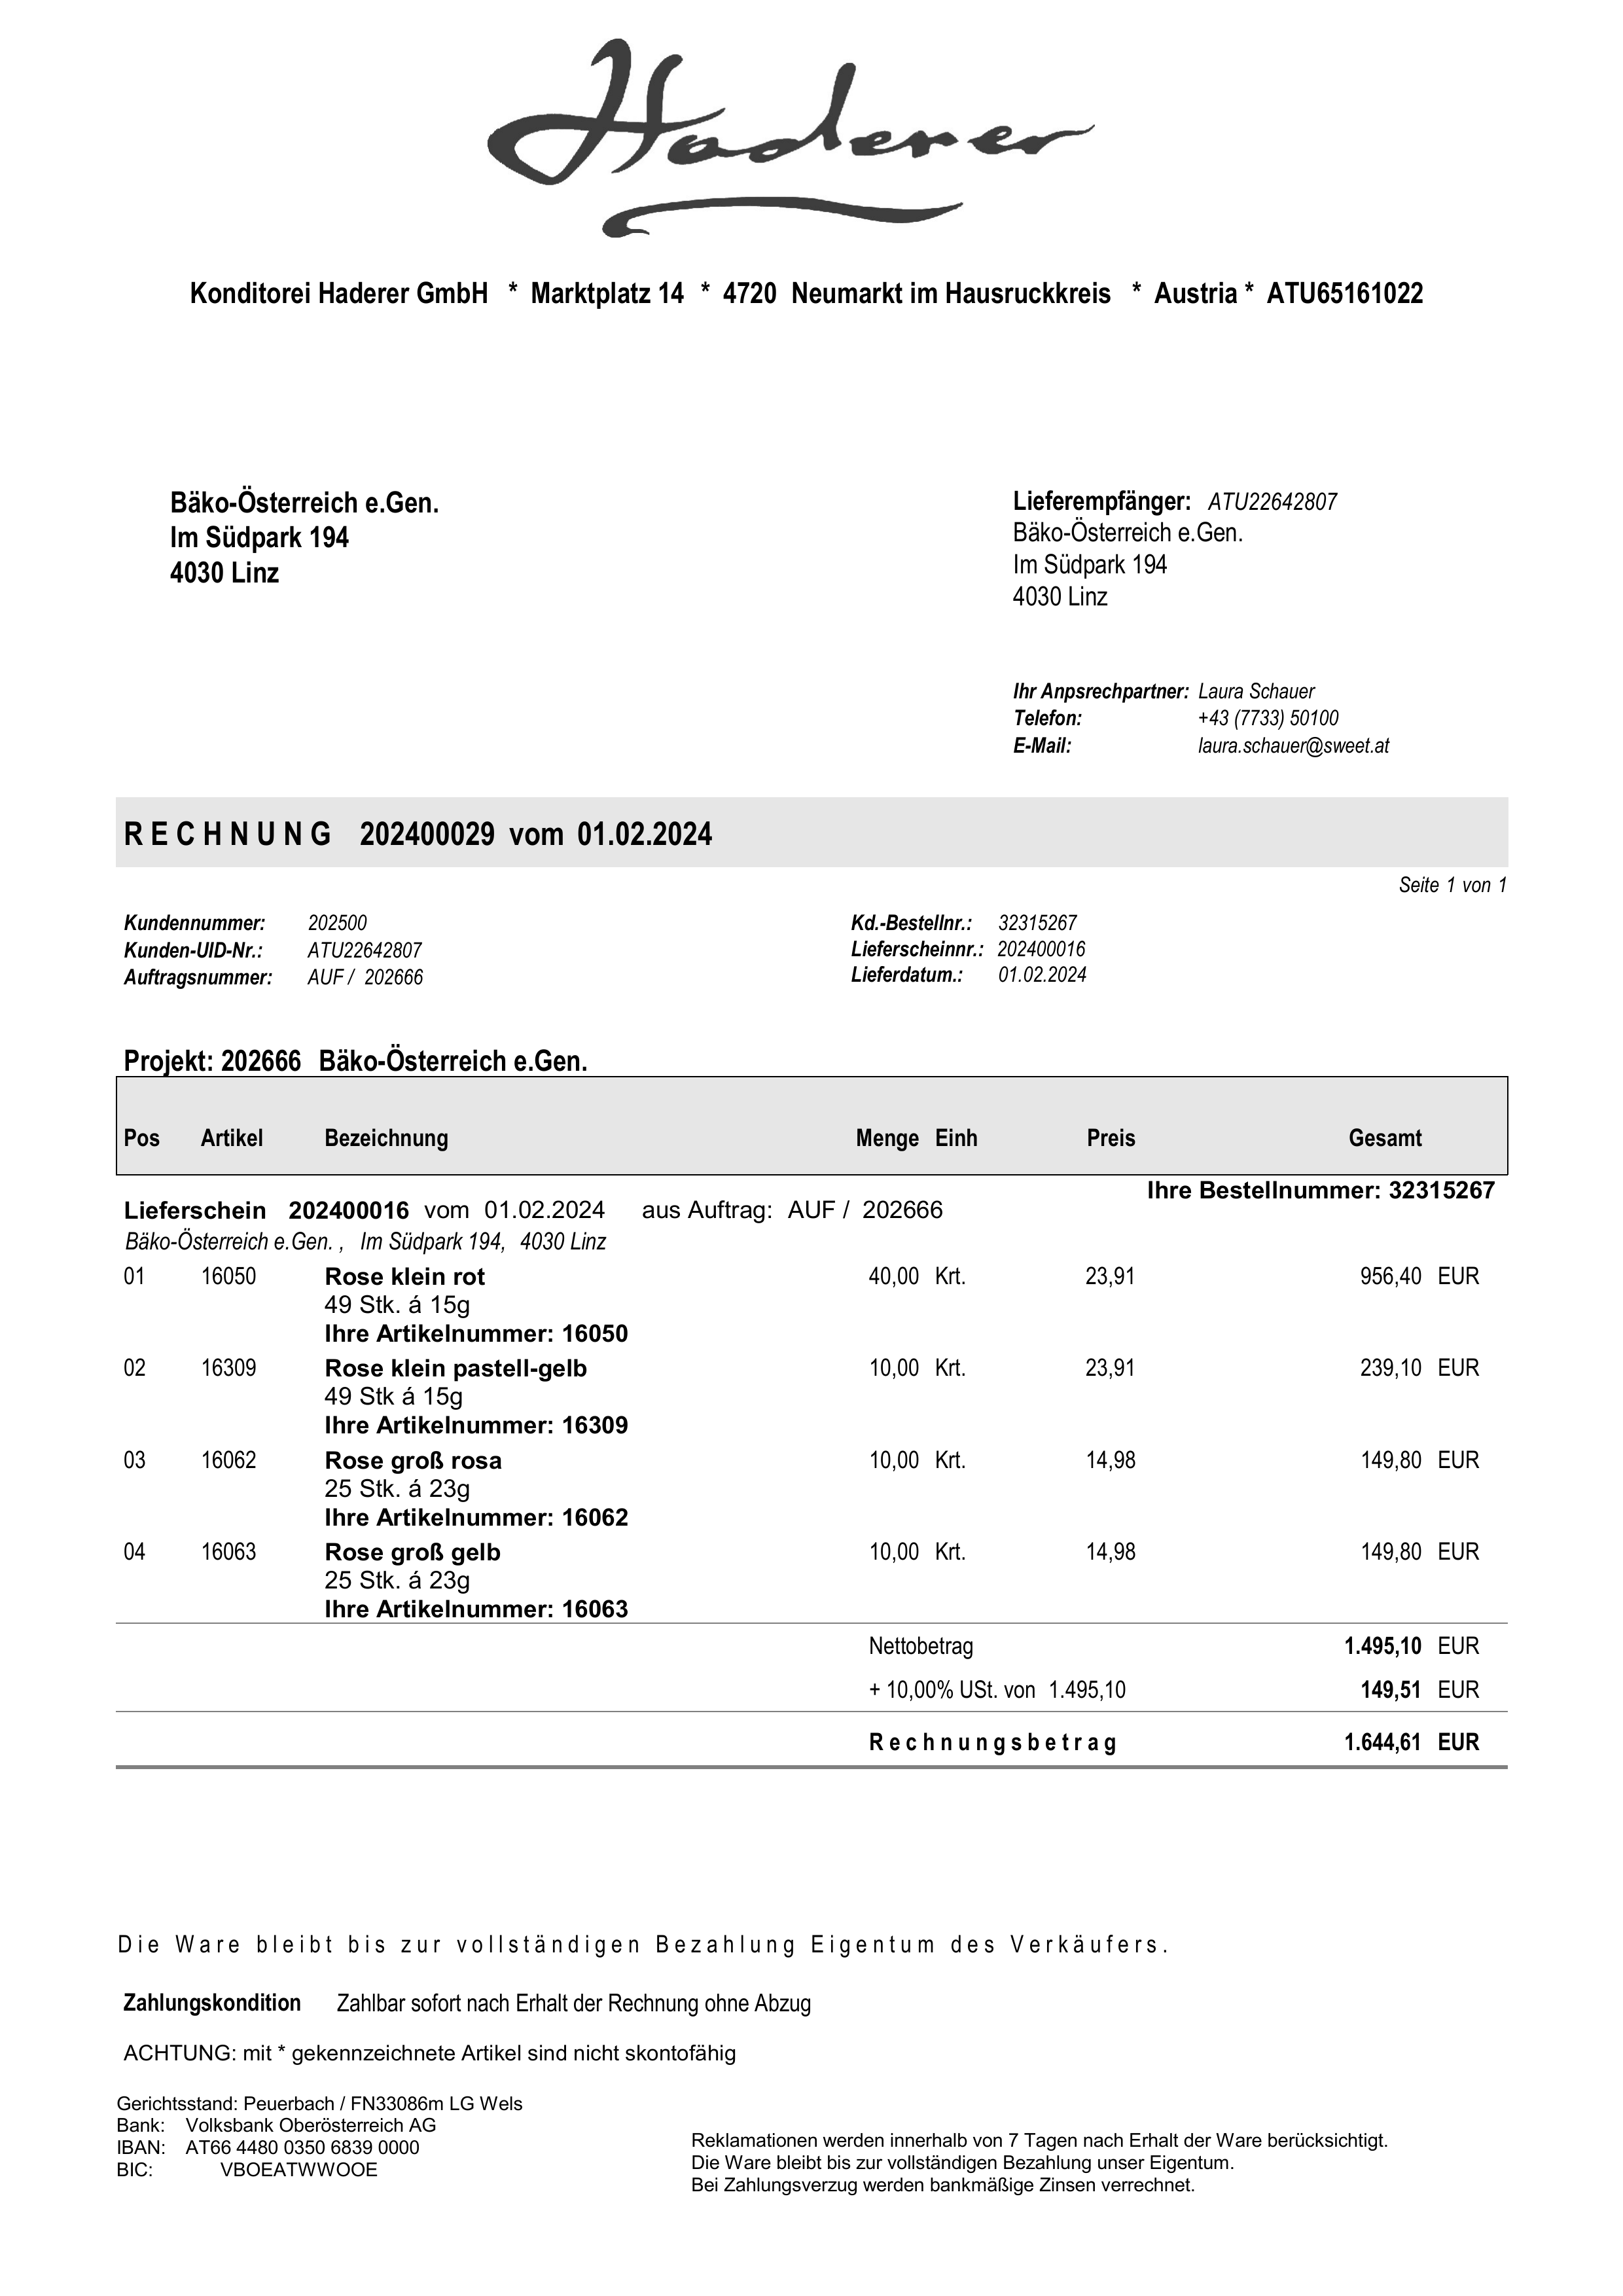 Haderer
Konditorei Haderer GmbH * Marktplatz 14 * 4720 Neumarkt im Hausruckkreis * Austria * ATU65161022
Bäko-Österreich e.Gen.
Im Südpark 194
4030 Linz
Lieferempfänger: ATU22642807
Bäko-Österreich e.Gen.
Im Südpark 194
4030 Linz
Ihr Anpsrechpartner: Laura Schauer
Telefon: +43 (7733) 50100
E-Mail: laura.schauer@sweet.at
RECHNUNG 202400029 vom 01.02.2024
Seite 1 von 1
Kundennummer: 202500
Kunden-UID-Nr.: ATU22642807
Auftragsnummer: AUF / 202666
Kd.-Bestellnr.: 32315267
Lieferscheinnr.: 202400016
Lieferdatum.: 01.02.2024
Projekt: 202666 Bäko-Österreich e.Gen.
Pos Artikel Bezeichnung Menge Einh Preis Gesamt
Ihre Bestellnummer: 32315267
Lieferschein 202400016 vom 01.02.2024 aus Auftrag: AUF / 202666
Bäko-Österreich e.Gen. , Im Südpark 194, 4030 Linz
01 16050 Rose klein rot 40,00 Krt. 23,91 956,40 EUR
49 Stk. á 15g
Ihre Artikelnummer: 16050
02 16309 Rose klein pastell-gelb 10,00 Krt. 23,91 239,10 EUR
49 Stk á 15g
Ihre Artikelnummer: 16309
03 16062 Rose groß rosa 10,00 Krt. 14,98 149,80 EUR
25 Stk. á 23g
Ihre Artikelnummer: 16062
04 16063 Rose groß gelb 10,00 Krt. 14,98 149,80 EUR
25 Stk. á 23g
Ihre Artikelnummer: 16063
Nettobetrag 1.495,10 EUR
+ 10,00% USt. von 1.495,10 149,51 EUR
Rechnungsbetrag 1.644,61 EUR
Die Ware bleibt bis zur vollständigen Bezahlung Eigentum des Verkäufers.
Zahlungskondition Zahlbar sofort nach Erhalt der Rechnung ohne Abzug
ACHTUNG: mit * gekennzeichnete Artikel sind nicht skontofähig
Gerichtsstand: Peuerbach / FN33086m LG Wels
Bank: Volksbank Oberösterreich AG
IBAN: AT66 4480 0350 6839 0000
BIC: VBOEATWWOOE
Reklamationen werden innerhalb von 7 Tagen nach Erhalt der Ware berücksichtigt.
Die Ware bleibt bis zur vollständigen Bezahlung unser Eigentum.
Bei Zahlungsverzug werden bankmäßige Zinsen verrechnet.